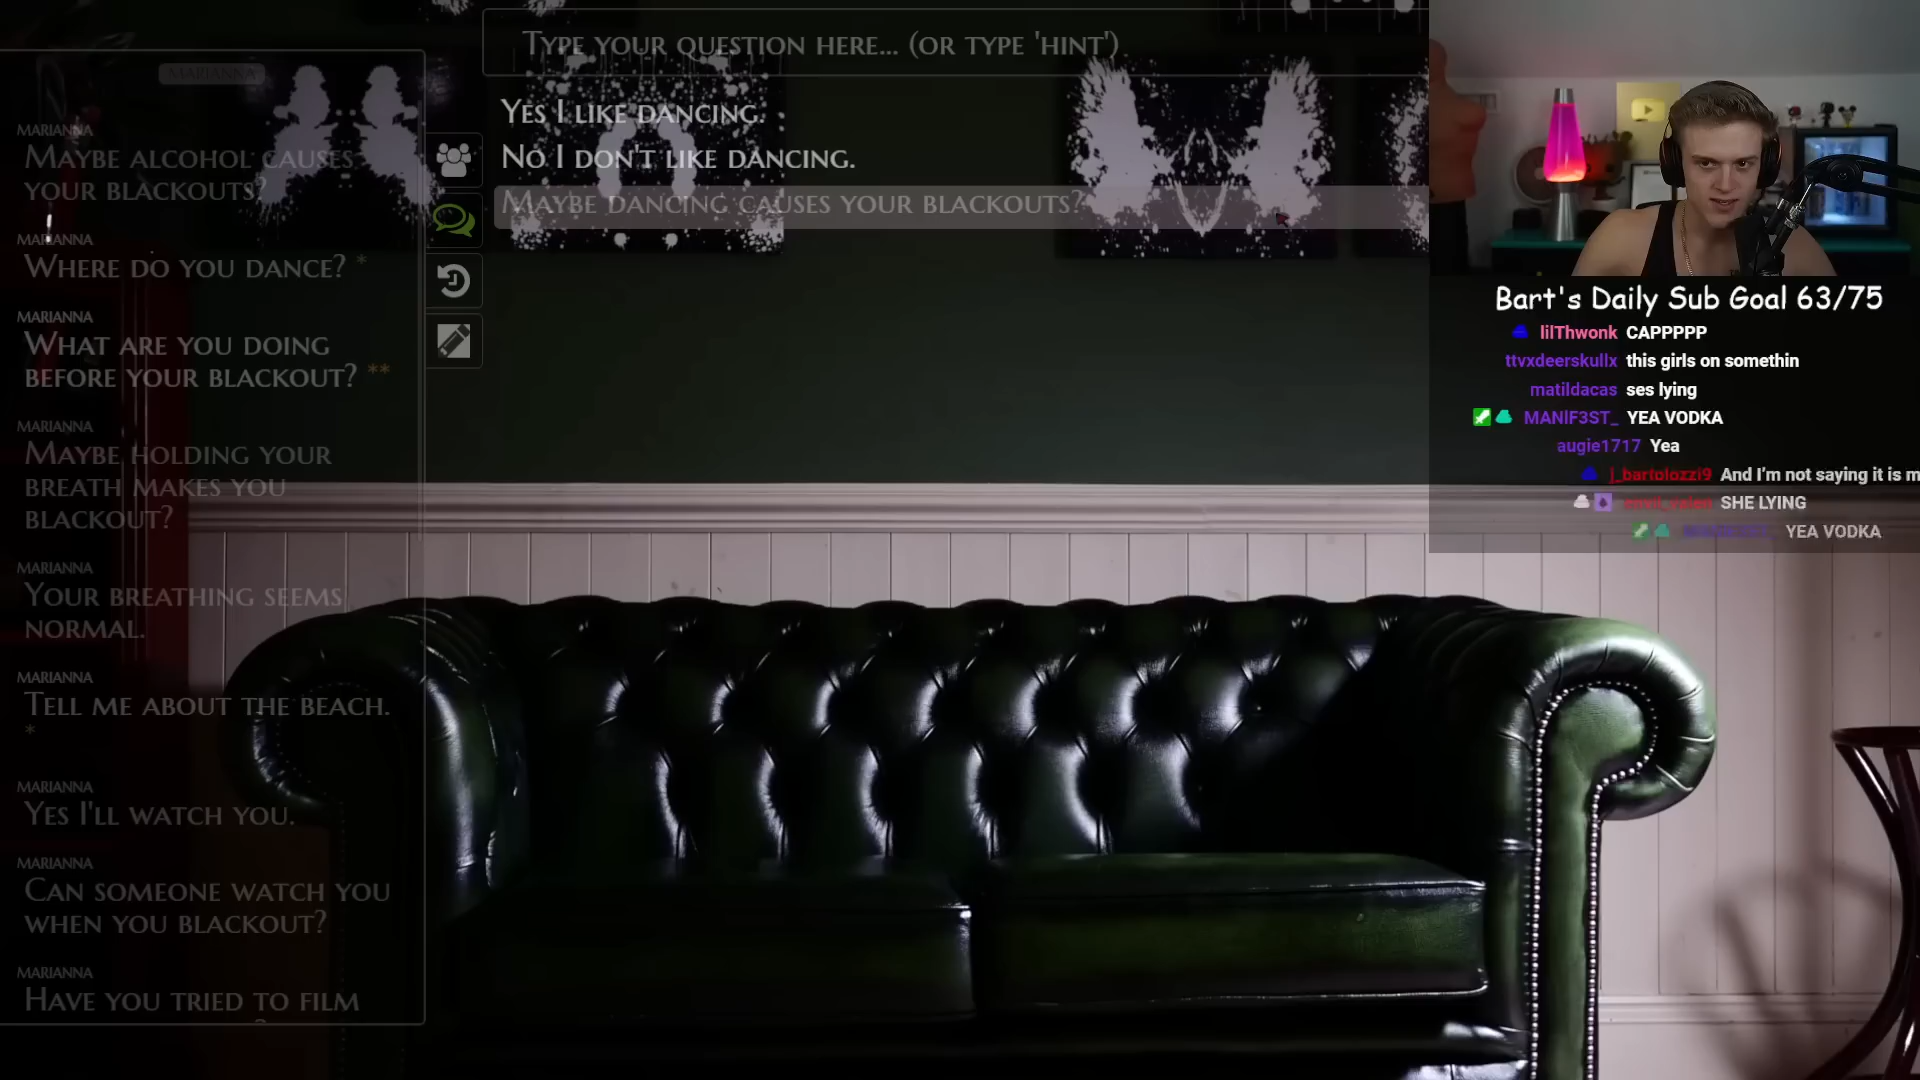 TYPE YOUR QUESTION HERE... (OR TYPE 'HINT')
MARIANNA
YES I LIKE DANCING.
NO I DON'T LIKE DANCING.
MAYBE DANCING CAUSES YOUR BLACKOUTS?
MARIANNA
MAYBE ALCOHOL CAUSES
YOUR BLACKOUTS?
MARIANNA
WHERE DO YOU DANCE? *
MARIANNA
WHAT ARE YOU DOING
BEFORE YOUR BLACKOUT? **
MARIANNA
MAYBE HOLDING YOUR
BREATH MAKES YOU
BLACKOUT?
MARIANNA
YOUR BREATHING SEEMS
NORMAL.
MARIANNA
TELL ME ABOUT THE BEACH.
*
MARIANNA
YES I'LL WATCH YOU.
MARIANNA
CAN SOMEONE WATCH YOU
WHEN YOU BLACKOUT?
MARIANNA
HAVE YOU TRIED TO FILM
Bart's Daily Sub Goal 63/75
lilThwonk CAPPPPP
ttvxdeerskullx this girls on somethin
matildacas ses lying
MANIF3ST_ YEA VODKA
augie1717 Yea
j_bartolozzi9 And I'm not saying it is m
SHE LYING
YEA VODKA